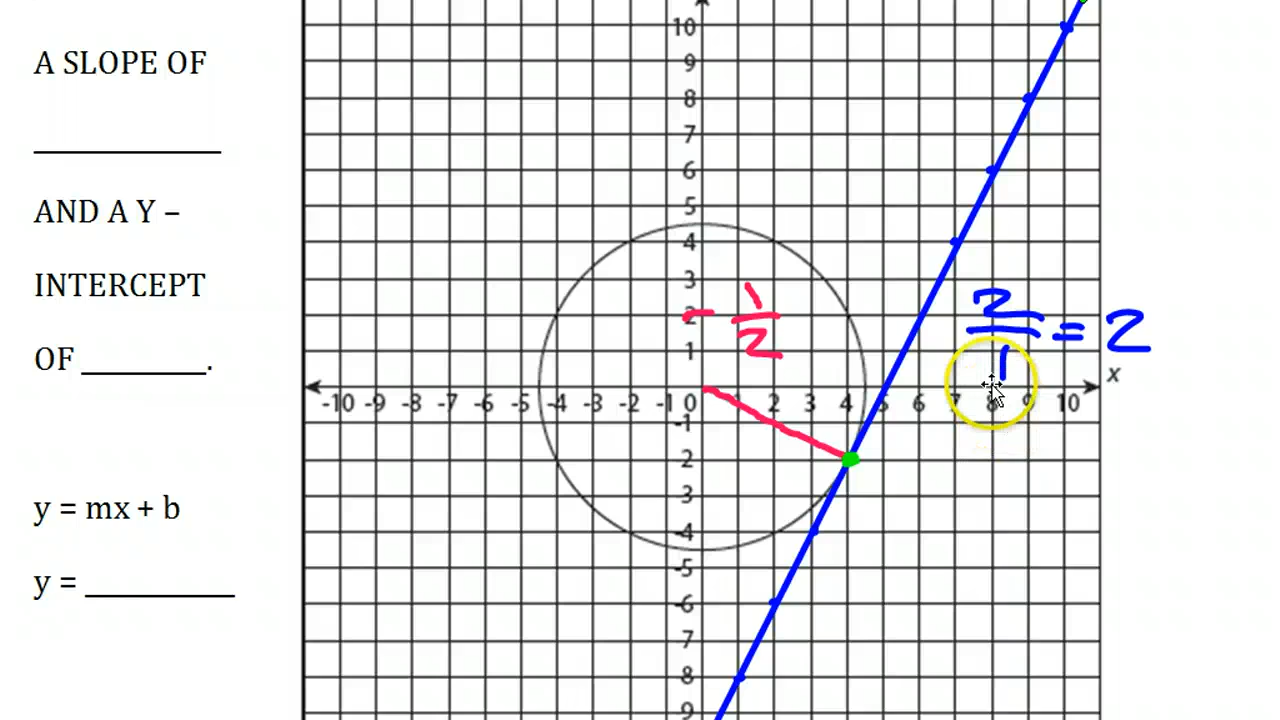 A SLOPE OF
AND A Y –
INTERCEPT
OF ________.
y = mx + b
y = __________
10
9
8
7
6
5
4
3
2
1
-10 -9 -8 -7 -6 -5 -4 -3 -2 -1 0 1 2 3 4 5 6 7 8 9 10
x
-1
-2
-3
-4
-5
-6
-7
8
9
- 1/2
2/1 = 2